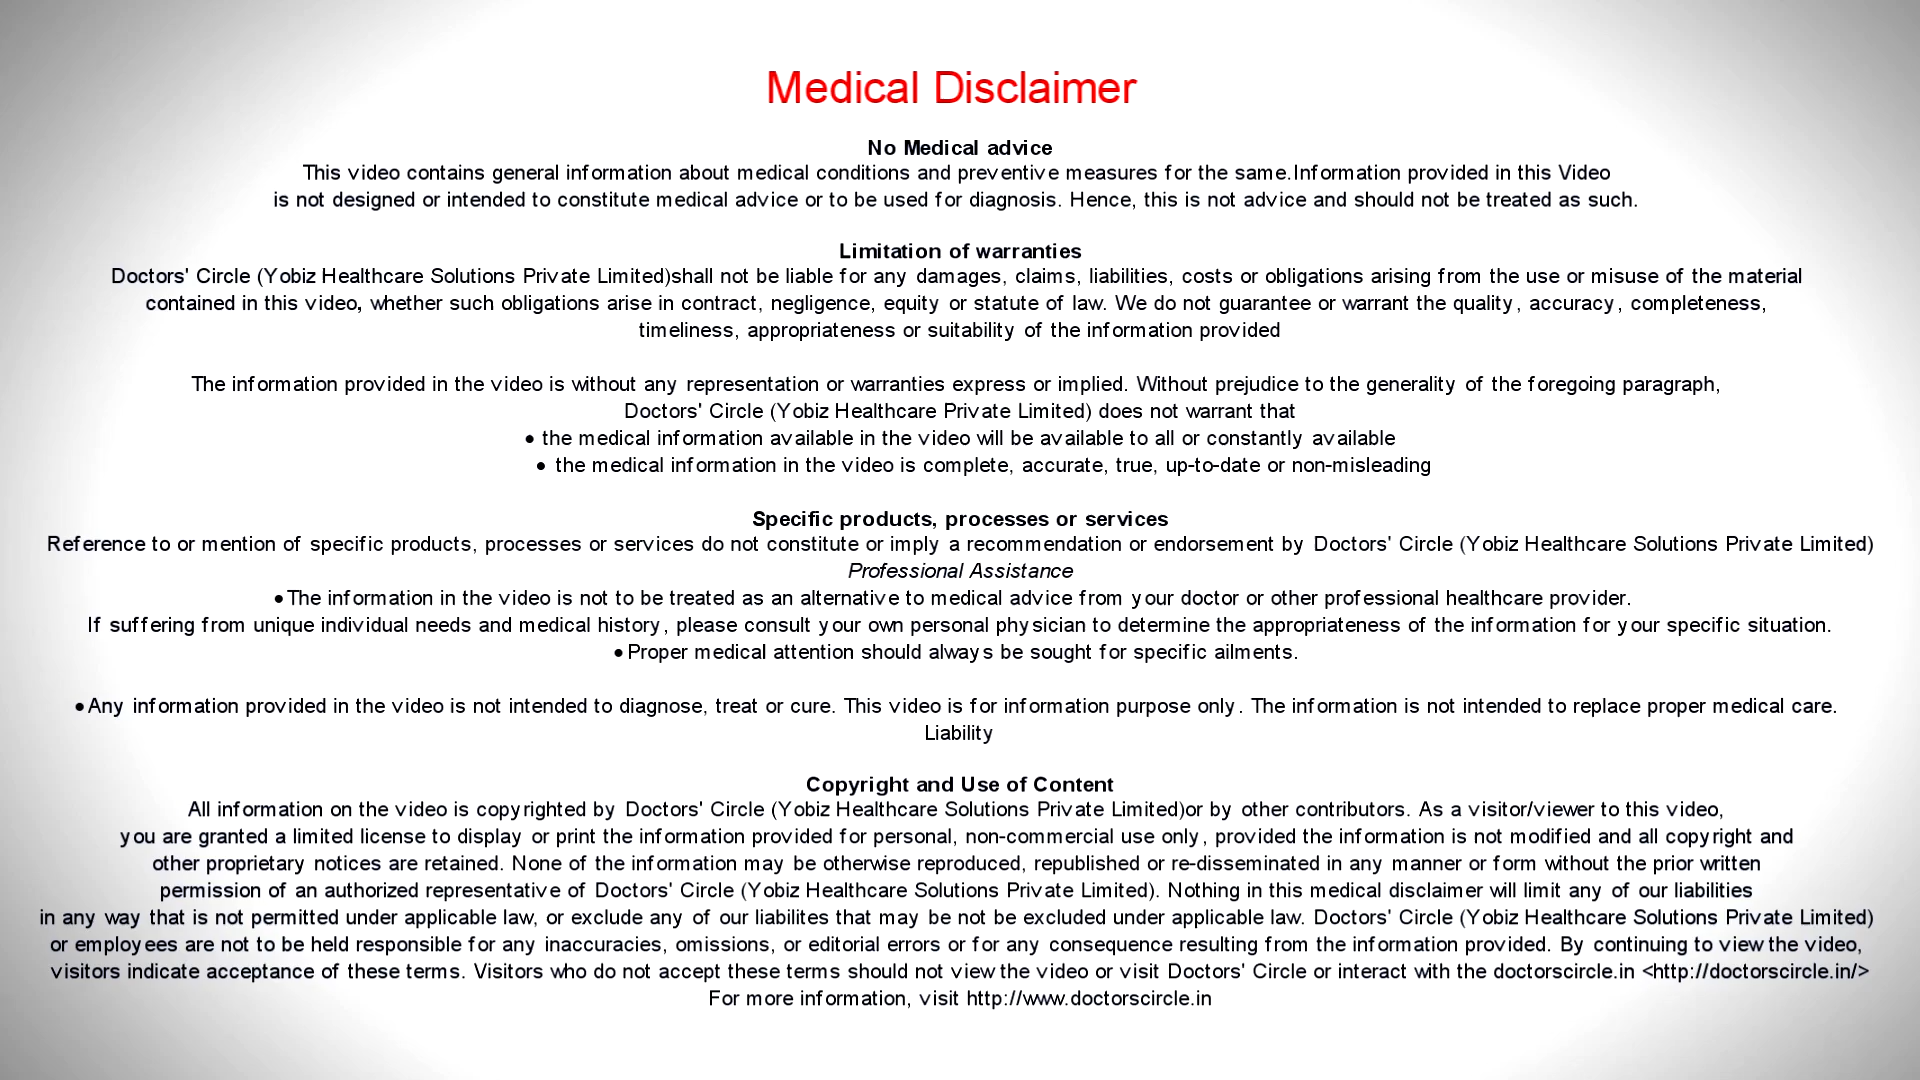 Medical Disclaimer
No Medical advice
This video contains general information about medical conditions and preventive measures for the same.Information provided in this Video
is not designed or intended to constitute medical advice or to be used for diagnosis. Hence, this is not advice and should not be treated as such.
Limitation of warranties
Doctors' Circle (Yobiz Healthcare Solutions Private Limited)shall not be liable for any damages, claims, liabilities, costs or obligations arising from the use or misuse of the material
contained in this video, whether such obligations arise in contract, negligence, equity or statute of law. We do not guarantee or warrant the quality, accuracy, completeness,
timeliness, appropriateness or suitability of the information provided
The information provided in the video is without any representation or warranties express or implied. Without prejudice to the generality of the foregoing paragraph,
Doctors' Circle (Yobiz Healthcare Private Limited) does not warrant that
• the medical information available in the video will be available to all or constantly available
• the medical information in the video is complete, accurate, true, up-to-date or non-misleading
Specific products, processes or services
Reference to or mention of specific products, processes or services do not constitute or imply a recommendation or endorsement by Doctors' Circle (Yobiz Healthcare Solutions Private Limited)
Professional Assistance
•The information in the video is not to be treated as an alternative to medical advice from your doctor or other professional healthcare provider.
If suffering from unique individual needs and medical history, please consult your own personal physician to determine the appropriateness of the information for your specific situation.
•Proper medical attention should always be sought for specific ailments.
•Any information provided in the video is not intended to diagnose, treat or cure. This video is for information purpose only. The information is not intended to replace proper medical care.
Liability
Copyright and Use of Content
All information on the video is copyrighted by Doctors' Circle (Yobiz Healthcare Solutions Private Limited)or by other contributors. As a visitor/viewer to this video,
you are granted a limited license to display or print the information provided for personal, non-commercial use only, provided the information is not modified and all copyright and
other proprietary notices are retained. None of the information may be otherwise reproduced, republished or re-disseminated in any manner or form without the prior written
permission of an authorized representative of Doctors' Circle (Yobiz Healthcare Solutions Private Limited). Nothing in this medical disclaimer will limit any of our liabilities
in any way that is not permitted under applicable law, or exclude any of our liabilites that may be not be excluded under applicable law. Doctors' Circle (Yobiz Healthcare Solutions Private Limited)
or employees are not to be held responsible for any inaccuracies, omissions, or editorial errors or for any consequence resulting from the information provided. By continuing to view the video,
visitors indicate acceptance of these terms. Visitors who do not accept these terms should not view the video or visit Doctors' Circle or interact with the doctorscircle.in <http://doctorscircle.in/>
For more information, visit http://www.doctorscircle.in